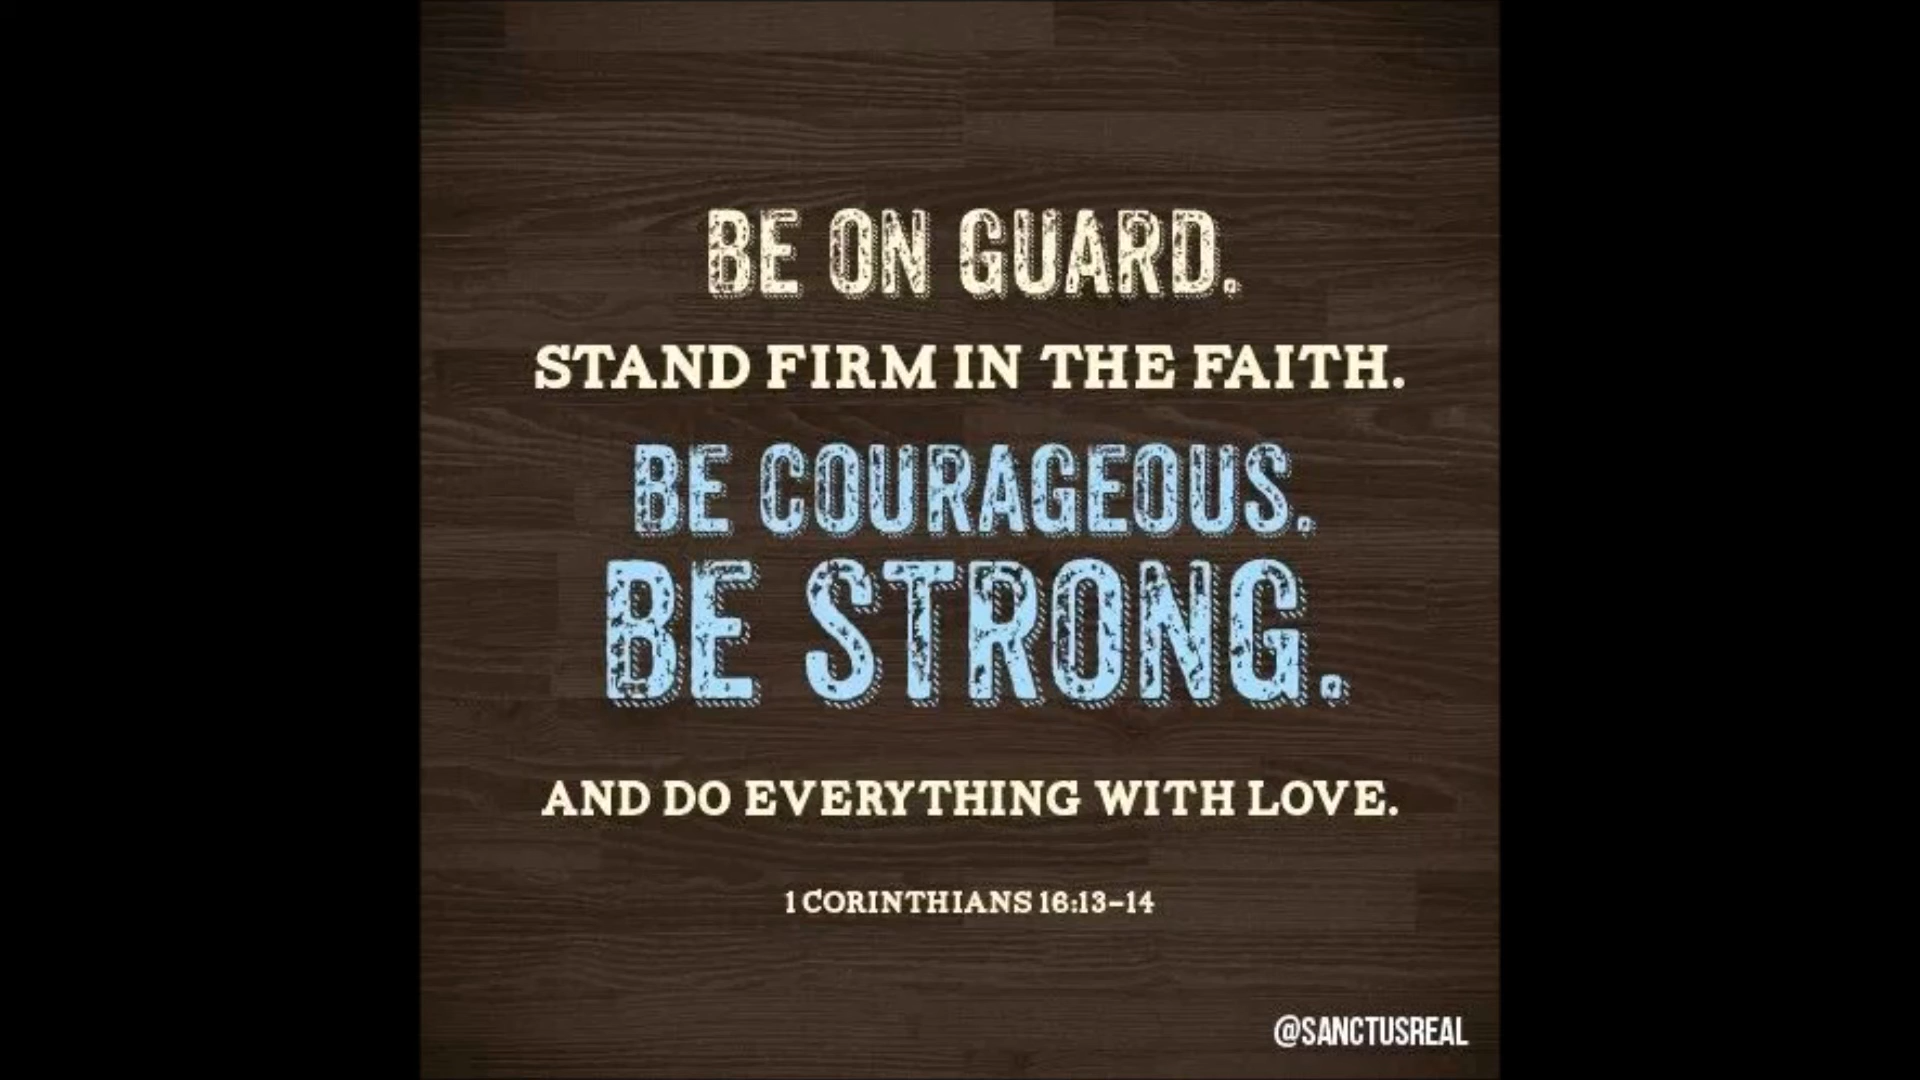 BE ON GUARD.
STAND FIRM IN THE FAITH.
BE COURAGEOUS.
BE STRONG.
AND DO EVERYTHING WITH LOVE.
1 CORINTHIANS 16:13-14
@SANCTUSREAL